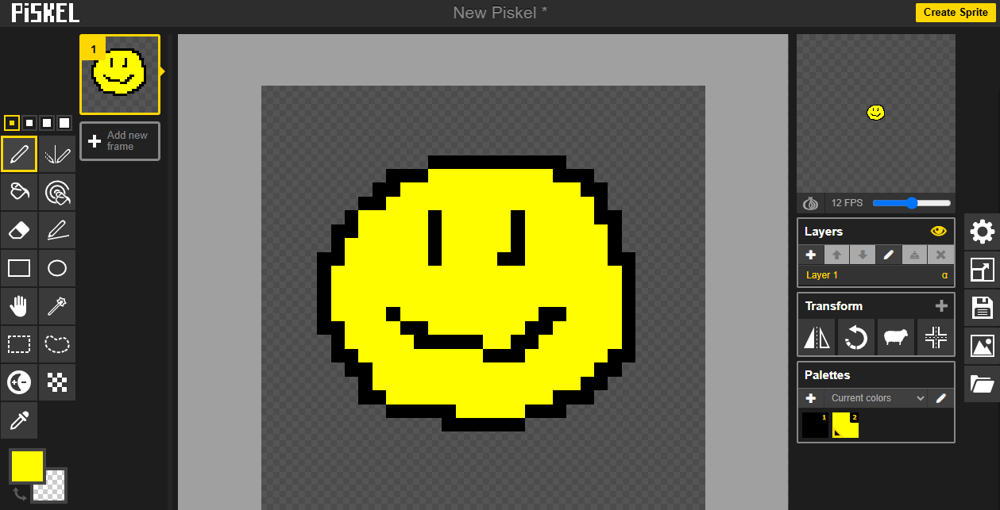 PiSKEL
New Piskel *
Create Sprite
1
Add new
frame
12 FPS
Layers
Layer 1
α
Transform
Palettes
Current colors
1
2